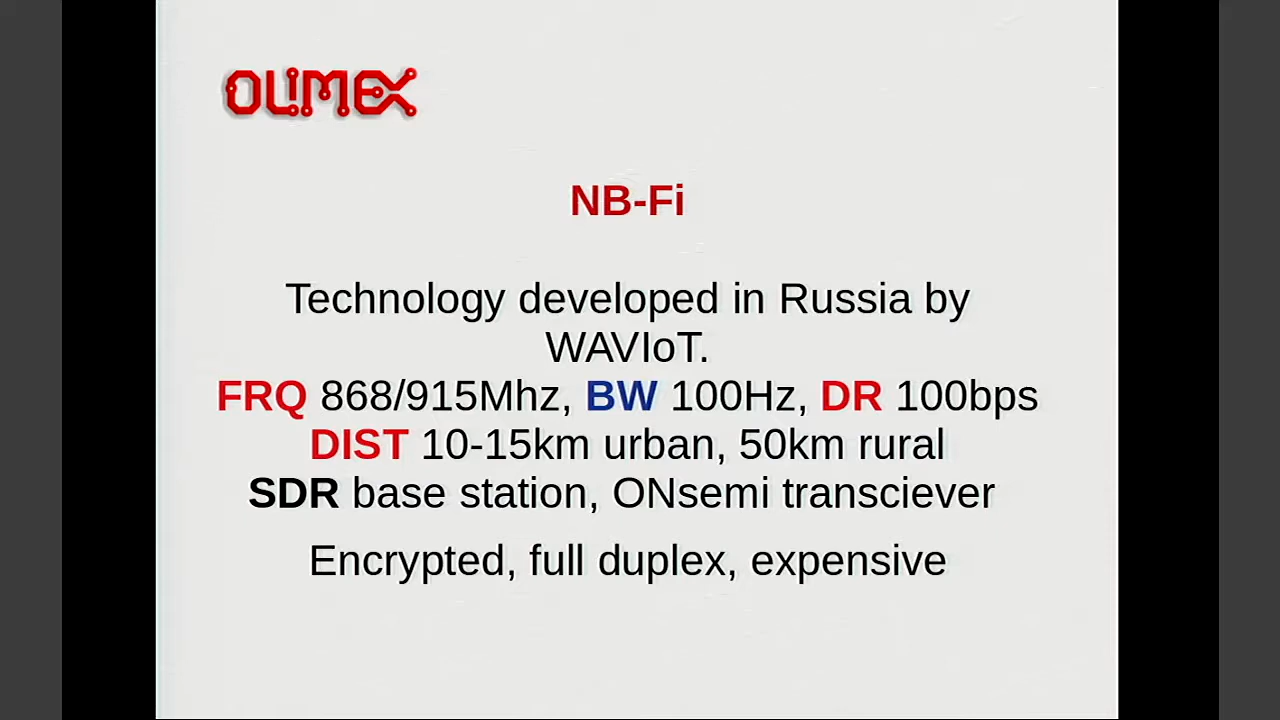 OLIMEX
NB-Fi
Technology developed in Russia by
WAVIoT.
FRQ 868/915Mhz, BW 100Hz, DR 100bps
DIST 10-15km urban, 50km rural
SDR base station, ONsemi transciever
Encrypted, full duplex, expensive